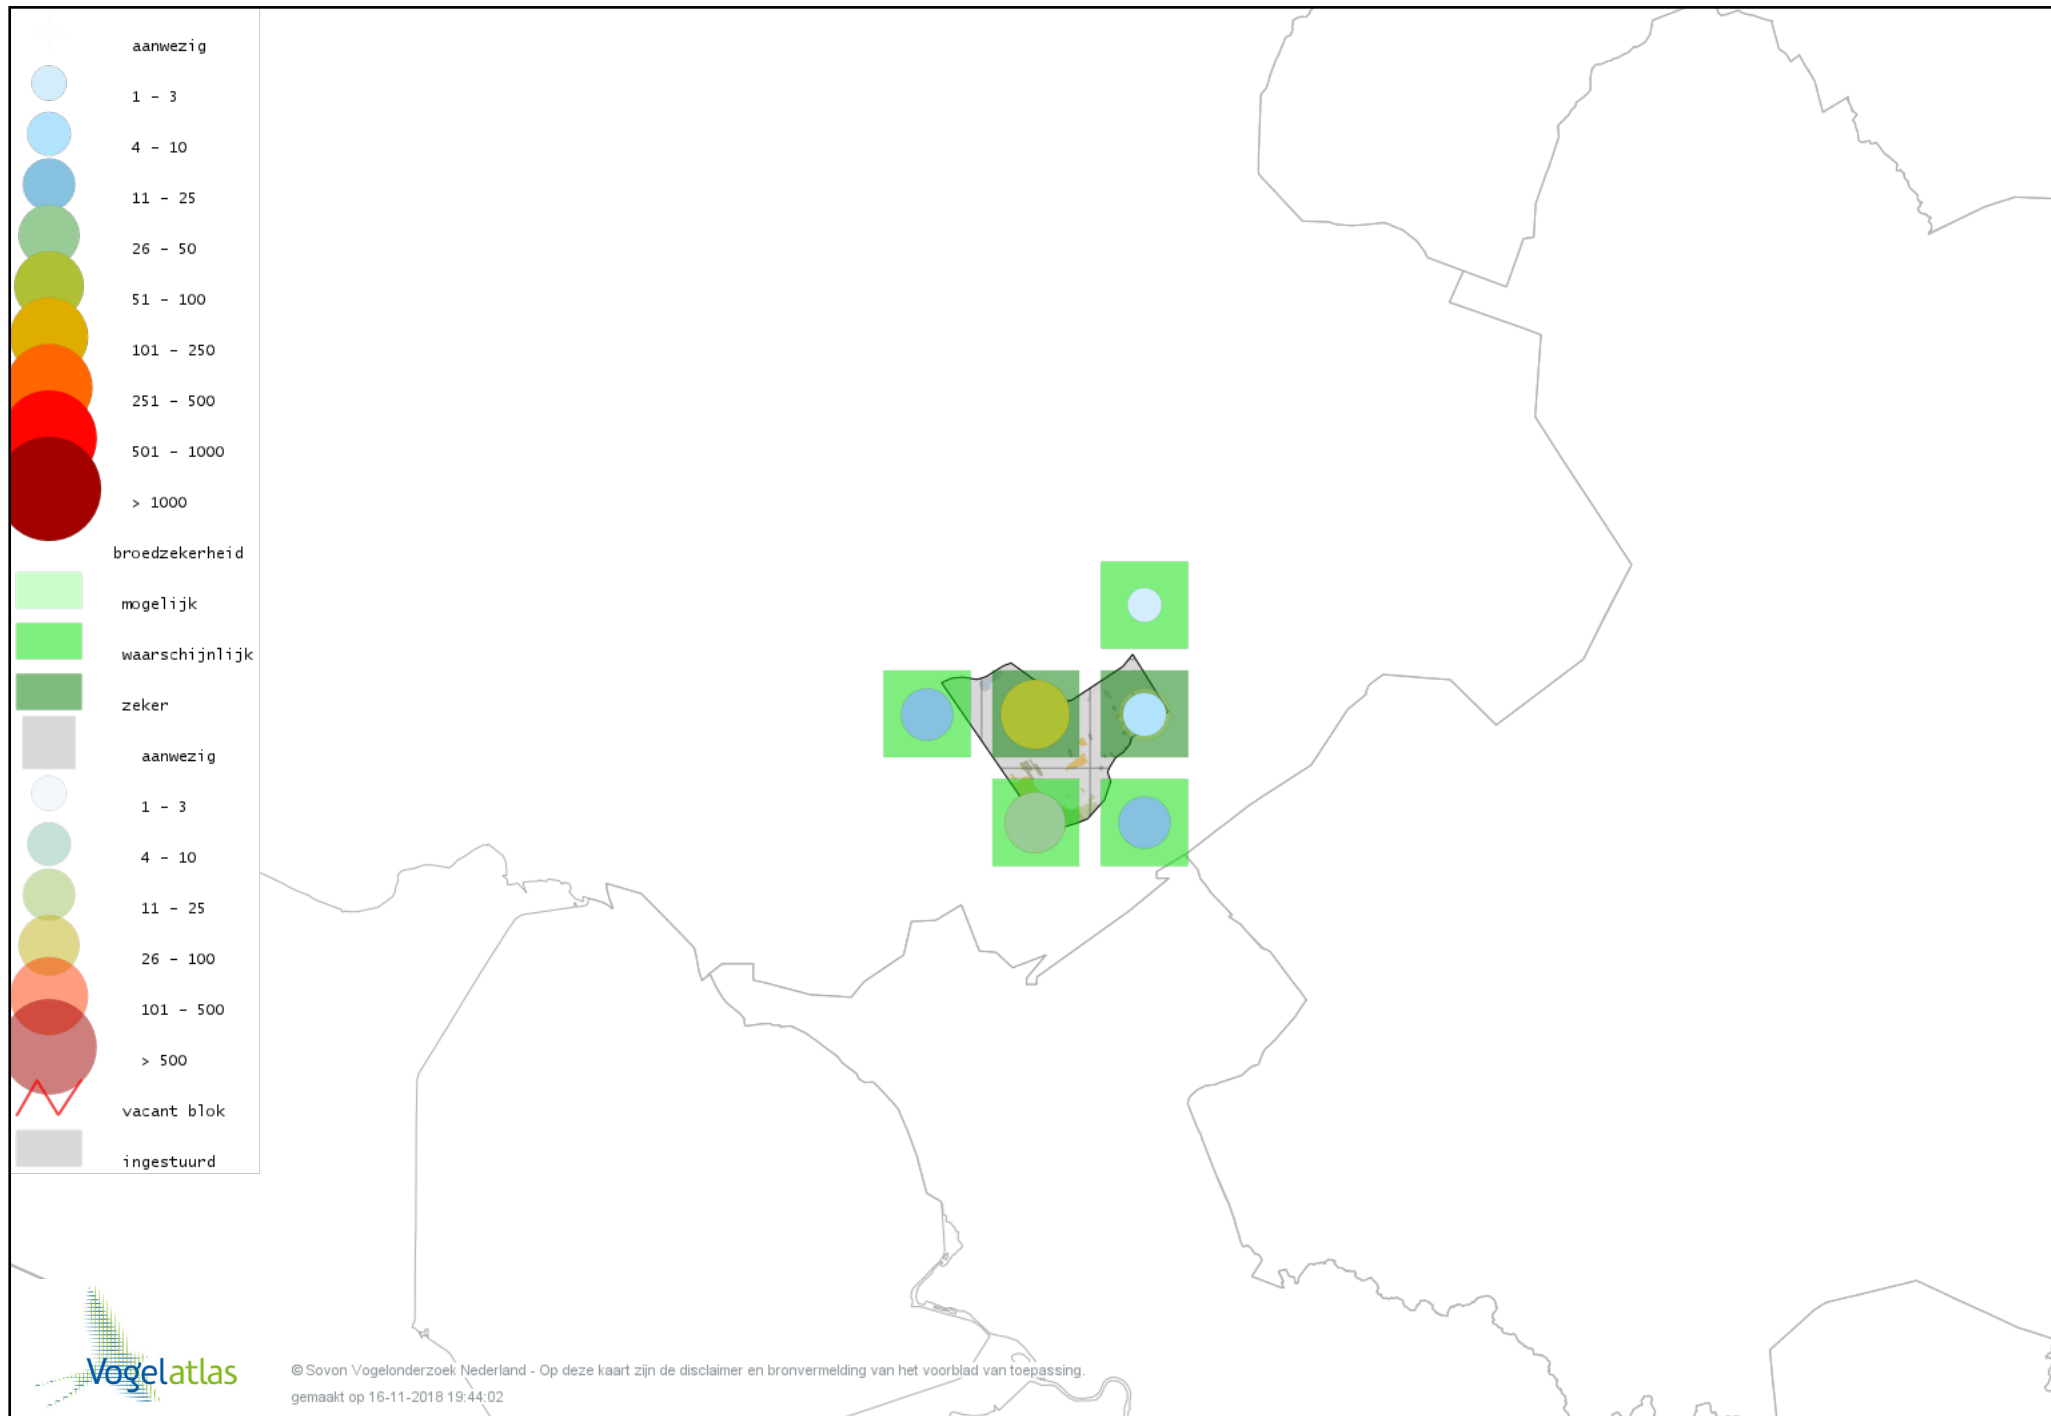 aanwezig
1 - 3
4 - 10
11 - 25
26 - 50
51 - 100
101 - 250
251 - 500
501 - 1000
> 1000
broedzekerheid
mogelijk
waarschijnlijk
zeker
aanwezig
1 - 3
4 - 10
11 - 25
26 - 100
101 - 500
> 500
vacant blok
ingestuurd
Vogelatlas
© Sovon Vogelonderzoek Nederland - Op deze kaart zijn de disclaimer en bronvermelding van het voorblad van toepassing.
gemaakt op 16-11-2018 19:44:02